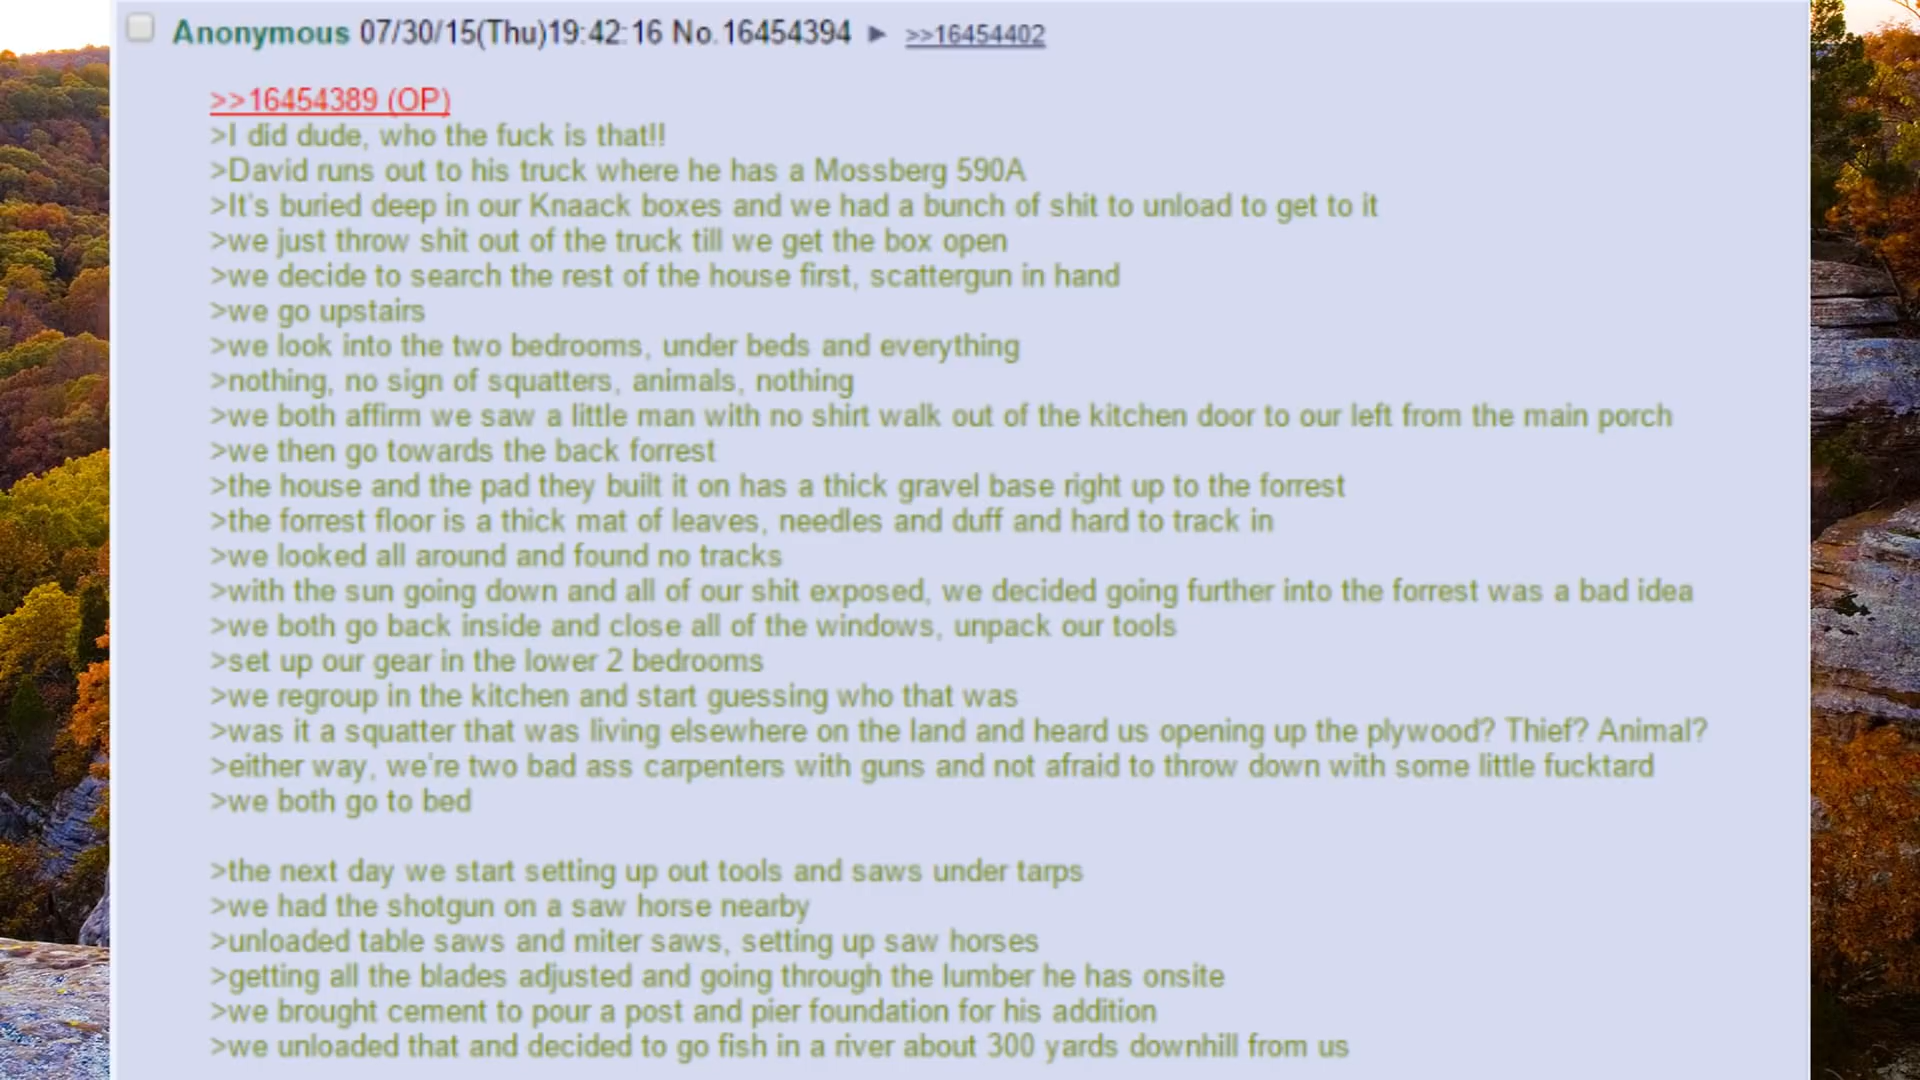 Anonymous 07/30/15(Thu)19:42:16 No.16454394 ▶ >>16454402
>>16454389 (OP)
>I did dude, who the fuck is that!!
>David runs out to his truck where he has a Mossberg 590A
>It's buried deep in our Knaack boxes and we had a bunch of shit to unload to get to it
>we just throw shit out of the truck till we get the box open
>we decide to search the rest of the house first, scattergun in hand
>we go upstairs
>we look into the two bedrooms, under beds and everything
>nothing, no sign of squatters, animals, nothing
>we both affirm we saw a little man with no shirt walk out of the kitchen door to our left from the main porch
>we then go towards the back forrest
>the house and the pad they built it on has a thick gravel base right up to the forrest
>the forrest floor is a thick mat of leaves, needles and duff and hard to track in
>we looked all around and found no tracks
>with the sun going down and all of our shit exposed, we decided going further into the forrest was a bad idea
>we both go back inside and close all of the windows, unpack our tools
>set up our gear in the lower 2 bedrooms
>we regroup in the kitchen and start guessing who that was
>was it a squatter that was living elsewhere on the land and heard us opening up the plywood? Thief? Animal?
>either way, we're two bad ass carpenters with guns and not afraid to throw down with some little fucktard
>we both go to bed
>the next day we start setting up out tools and saws under tarps
>we had the shotgun on a saw horse nearby
>unloaded table saws and miter saws, setting up saw horses
>getting all the blades adjusted and going through the lumber he has onsite
>we brought cement to pour a post and pier foundation for his addition
>we unloaded that and decided to go fish in a river about 300 yards downhill from us